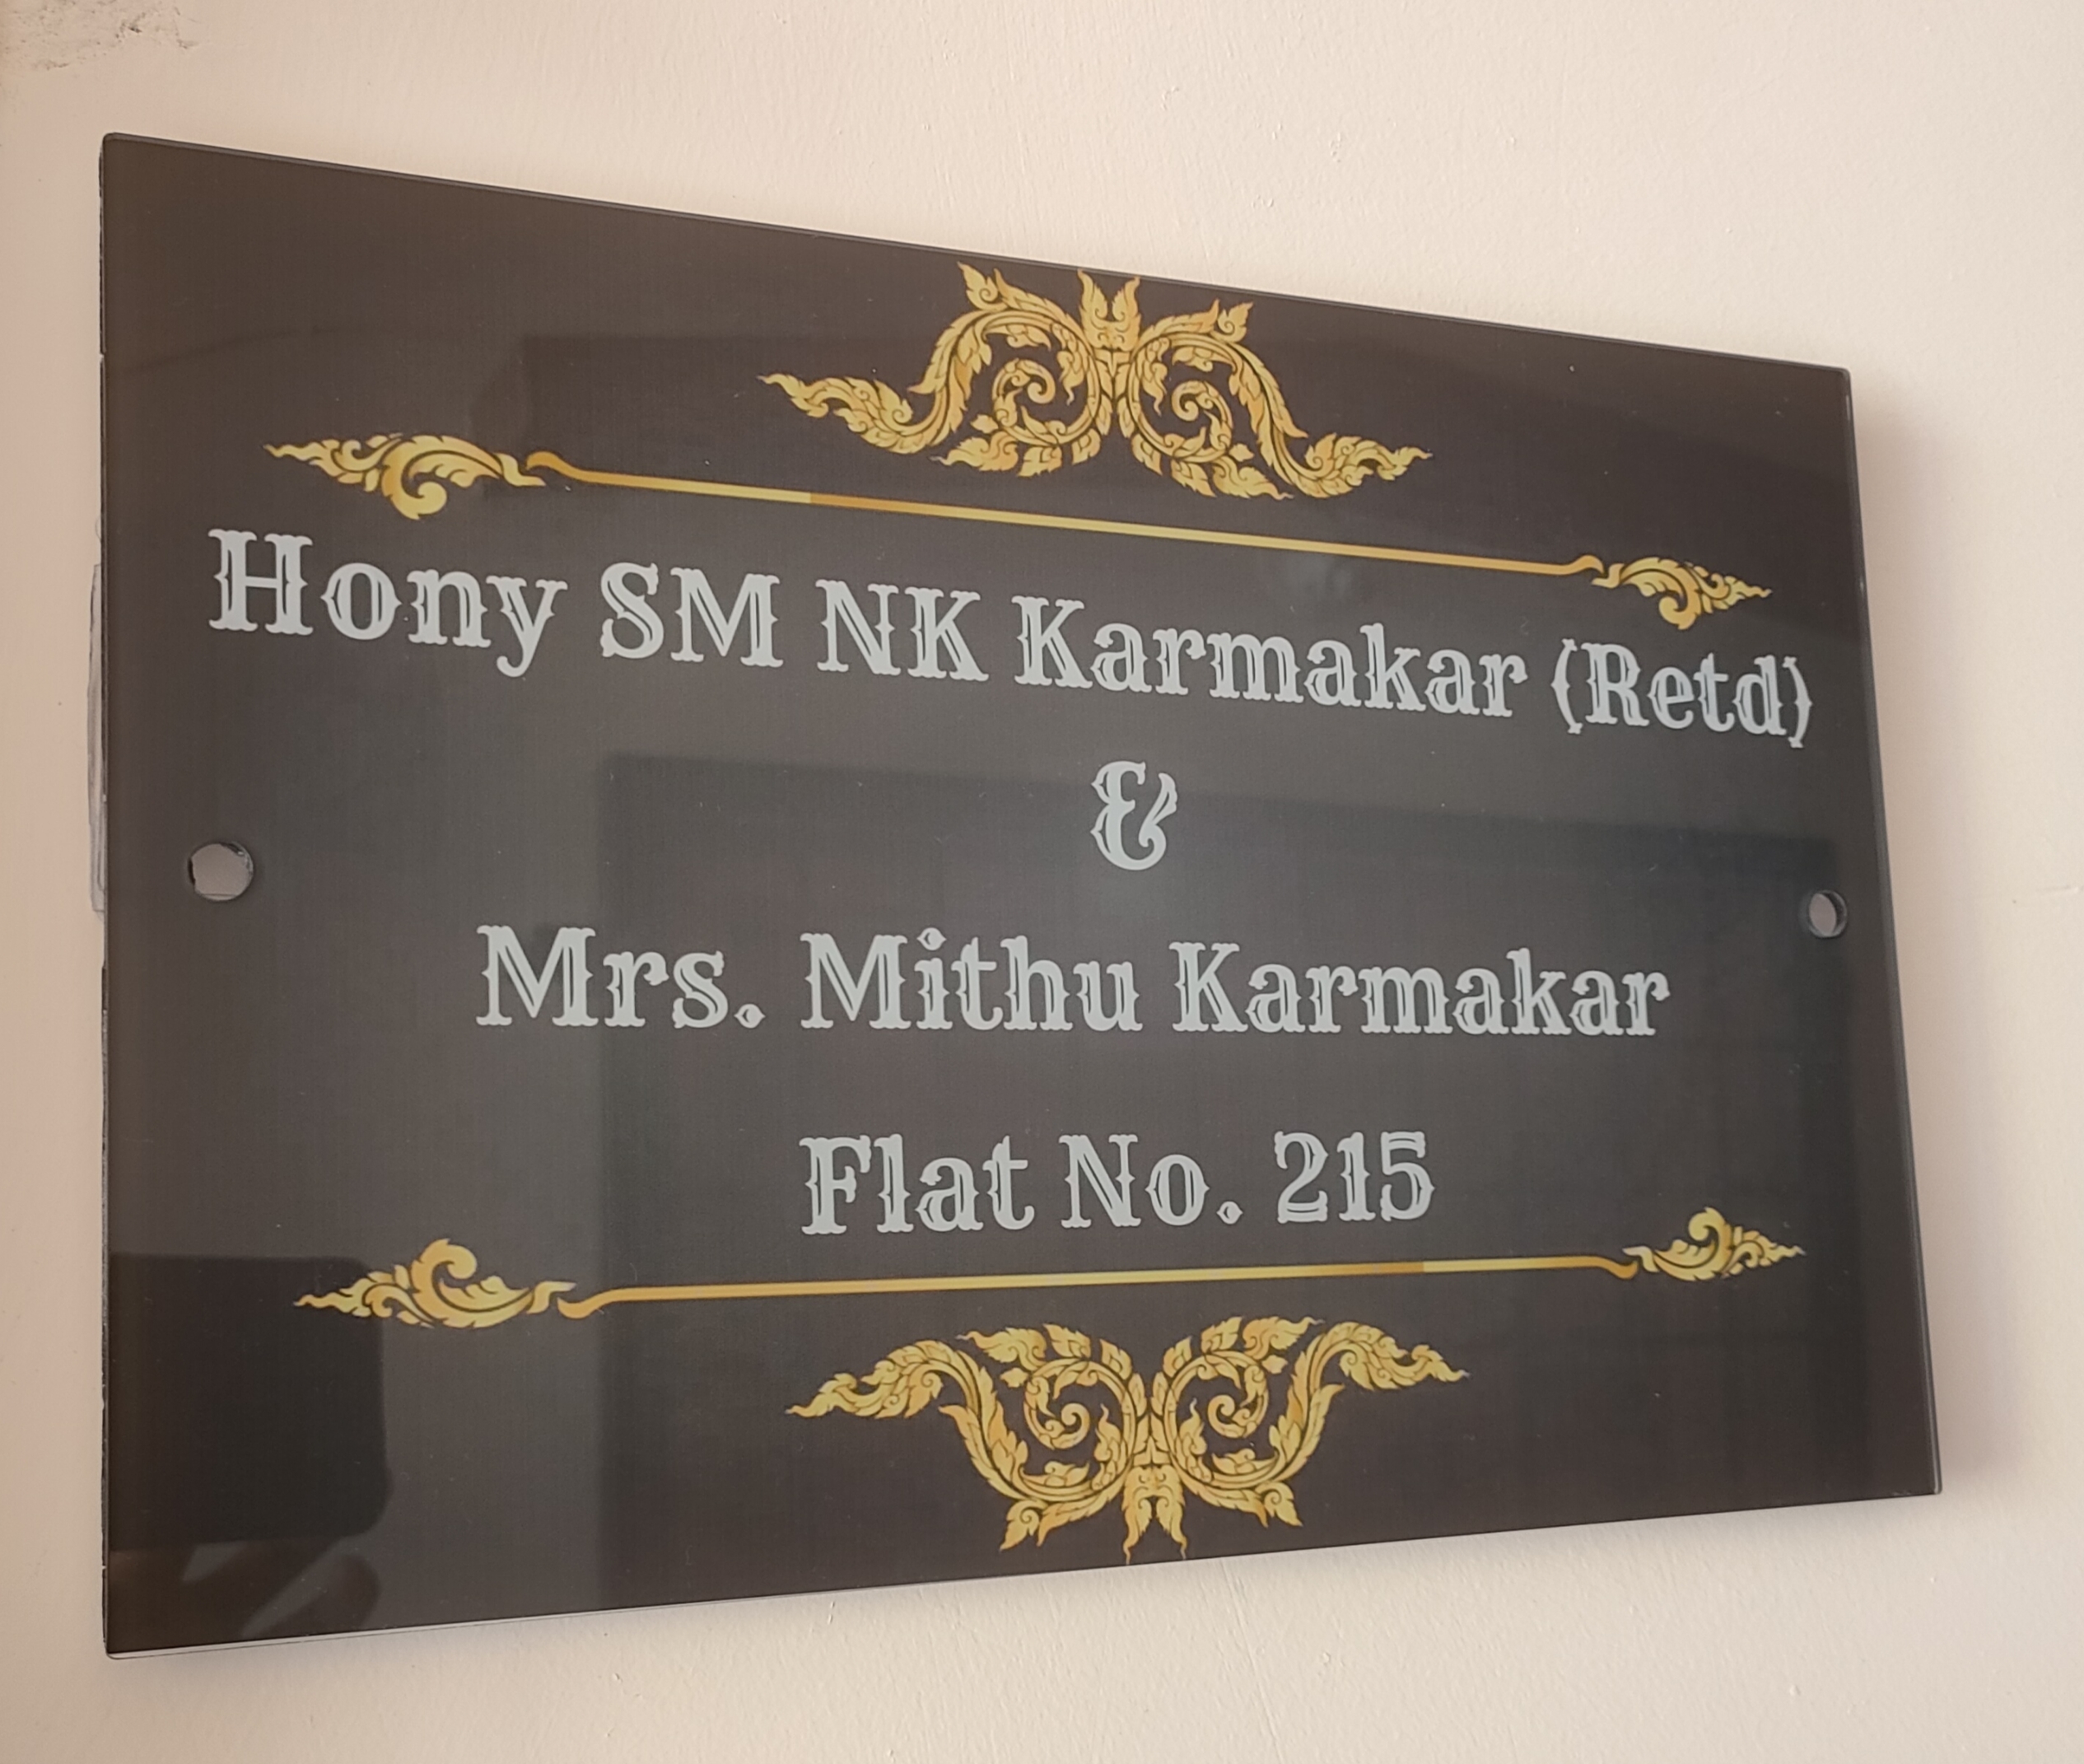 Hony SM NK Karmakar (Retd)
&
Mrs. Mithu Karmakar
Flat No. 215